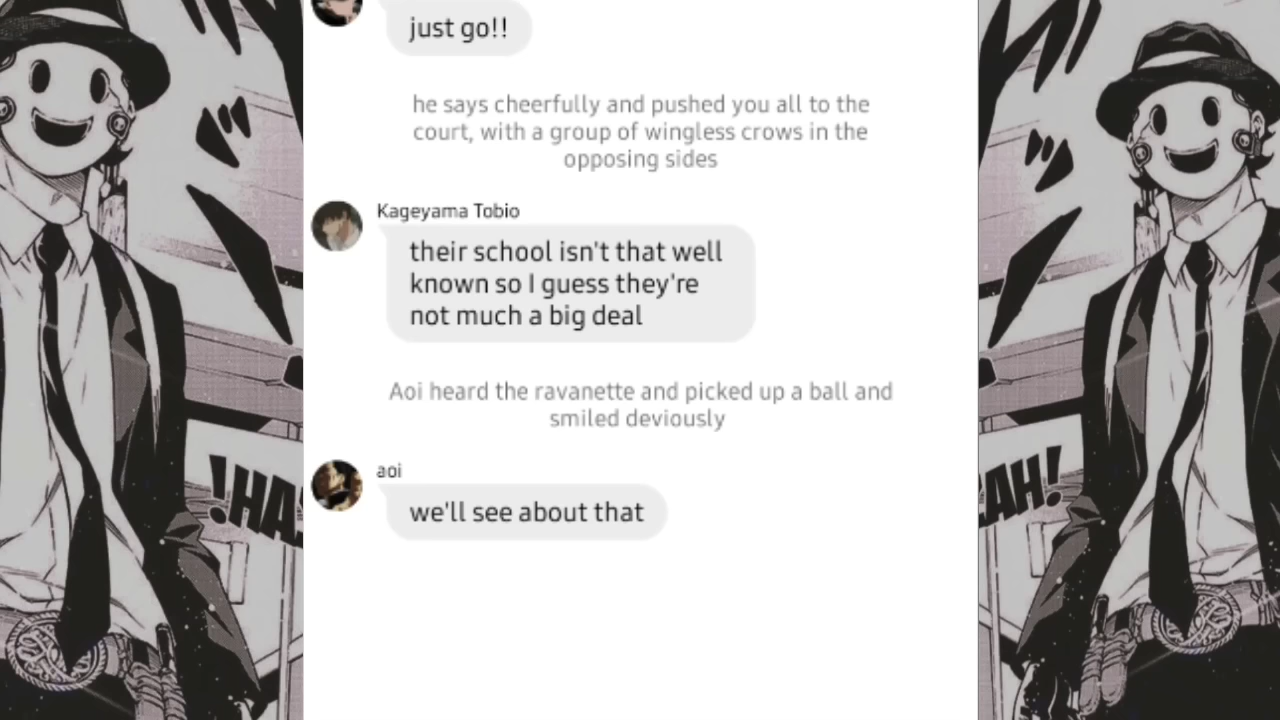 just go!!
he says cheerfully and pushed you all to the
court, with a group of wingless crows in the
opposing sides
Kageyama Tobio
their school isn't that well
known so I guess they're
not much a big deal
Aoi heard the ravanette and picked up a ball and
smiled deviously
aoi
we'll see about that
!HA
AH!